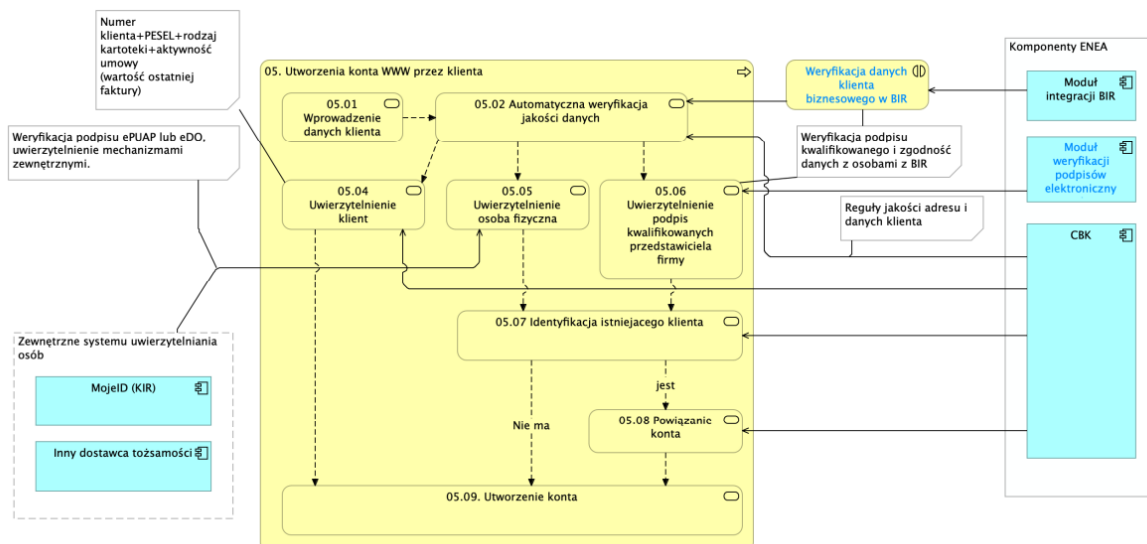 Numer
klienta+PESEL+rodzaj
kartoteki+aktywność
umowy
(wartość ostatniej
faktury)
Weryfikacja podpisu ePUAP lub eDO,
uwierzytelnienie mechanizmami
zewnętrznymi.
05. Utworzenia konta WWW przez klienta
05.01
Wprowadzenie
danych klienta
05.02 Automatyczna weryfikacja
jakości danych
Weryfikacja danych
klienta
biznesowego w BIR
Weryfikacja podpisu
kwalifikowanego i zgodność
danych z osobami z BIR
05.04
Uwierzytelnienie
klient
05.05
Uwierzytelnienie
osoba fizyczna
05.06
Uwierzytelnienie
podpis
kwalifikowanych
przedstawiciela
firmy
Reguły jakości adresu i
danych klienta
05.07 Identyfikacja istniejacego klienta
jest
Nie ma
05.08 Powiązanie
konta
05.09. Utworzenie konta
Komponenty ENEA
Moduł
integracji BIR
Moduł
weryfikacji
podpisów
elektroniczny
CBK
Zewnętrzne systemu uwierzytelniania
osób
MojeID (KIR)
Inny dostawca tożsamości